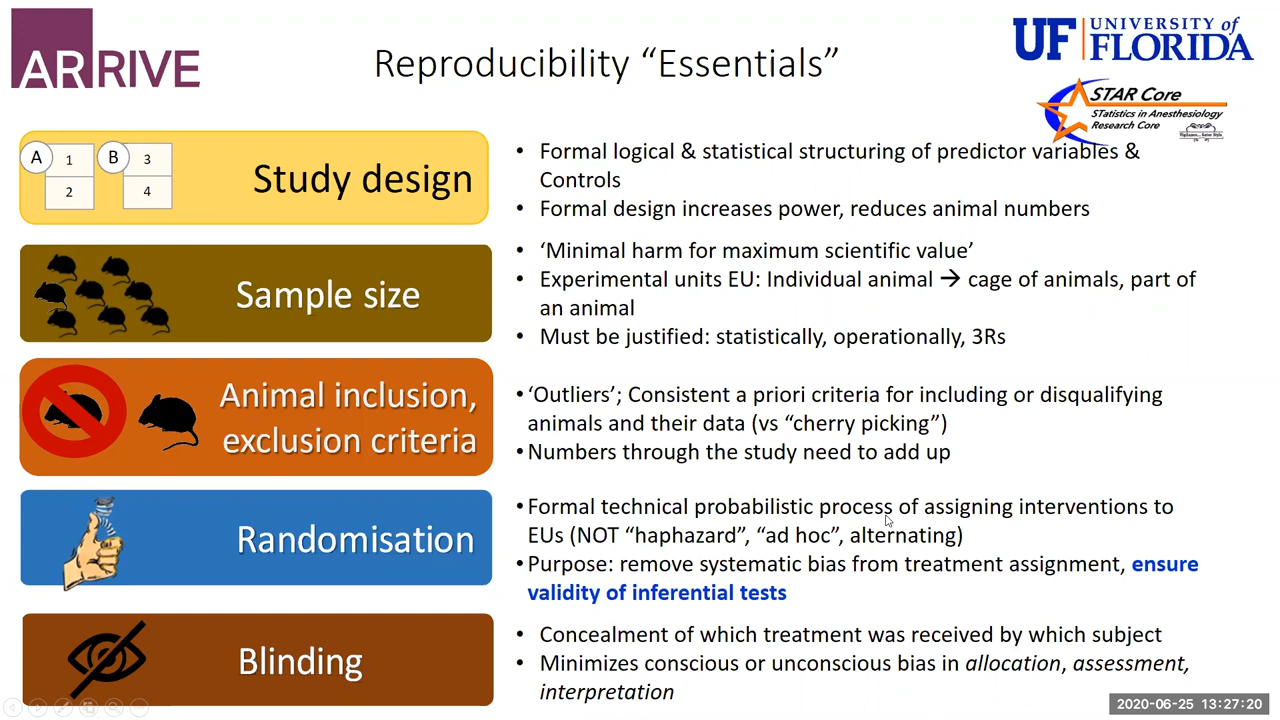 ARRIVE
Reproducibility “Essentials”
UF UNIVERSITY of
FLORIDA
STAR Core
STatistics in Anesthesiology
Research Core
A 1 B 3
2 4
Study design
• Formal logical & statistical structuring of predictor variables &
Controls
• Formal design increases power, reduces animal numbers
Sample size
• ‘Minimal harm for maximum scientific value’
• Experimental units EU: Individual animal → cage of animals, part of
an animal
• Must be justified: statistically, operationally, 3Rs
Animal inclusion,
exclusion criteria
• ‘Outliers’; Consistent a priori criteria for including or disqualifying
animals and their data (vs “cherry picking”)
• Numbers through the study need to add up
Randomisation
• Formal technical probabilistic process of assigning interventions to
EUs (NOT “haphazard”, “ad hoc”, alternating)
• Purpose: remove systematic bias from treatment assignment, ensure
validity of inferential tests
Blinding
• Concealment of which treatment was received by which subject
• Minimizes conscious or unconscious bias in allocation, assessment,
interpretation
2020-06-25 13:27:20